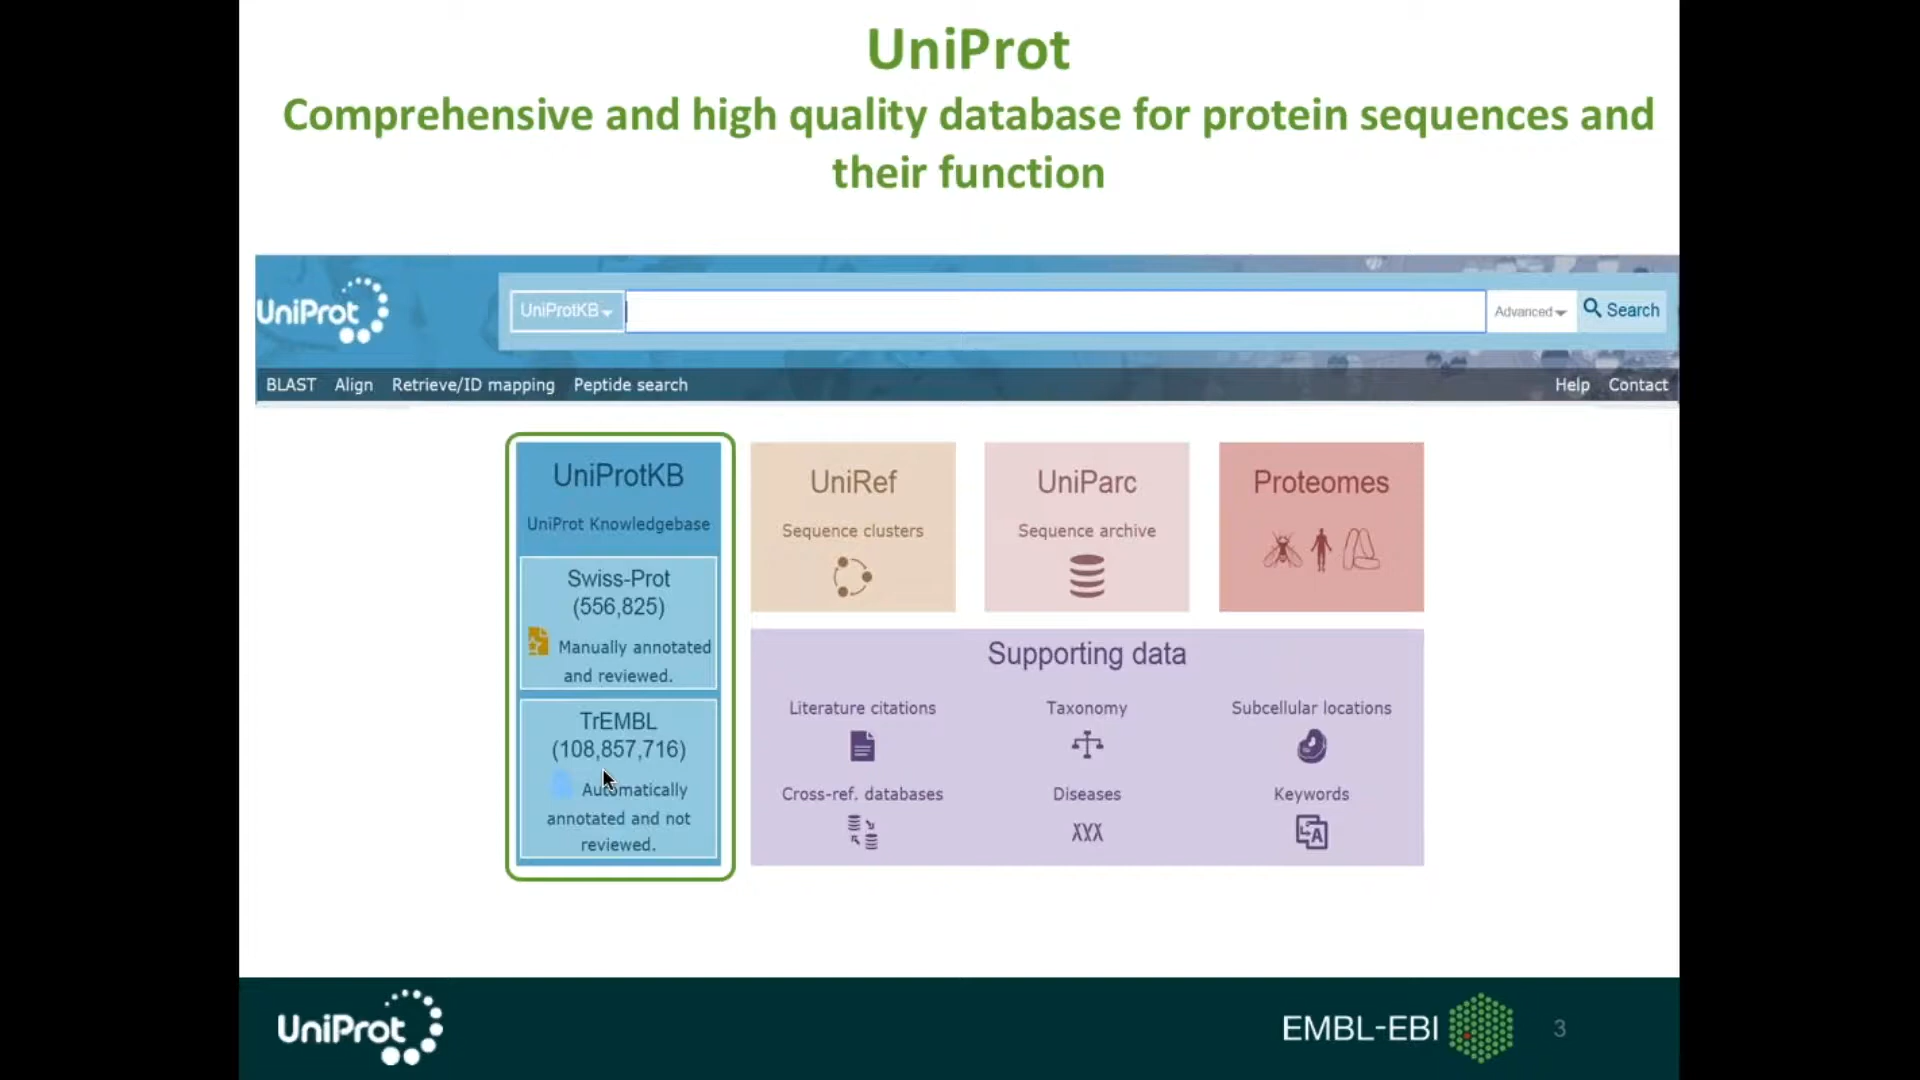 UniProt
Comprehensive and high quality database for protein sequences and
their function
UniProt
UniProtKB
Advanced
Search
BLAST Align Retrieve/ID mapping Peptide search
Help Contact
UniProtKB
UniProt Knowledgebase
Swiss-Prot
(556,825)
Manually annotated
and reviewed.
TrEMBL
(108,857,716)
Automatically
annotated and not
reviewed.
UniRef
Sequence clusters
UniParc
Sequence archive
Proteomes
Supporting data
Literature citations
Taxonomy
Subcellular locations
Cross-ref. databases
Diseases
Keywords
UniProt
EMBL-EBI
3